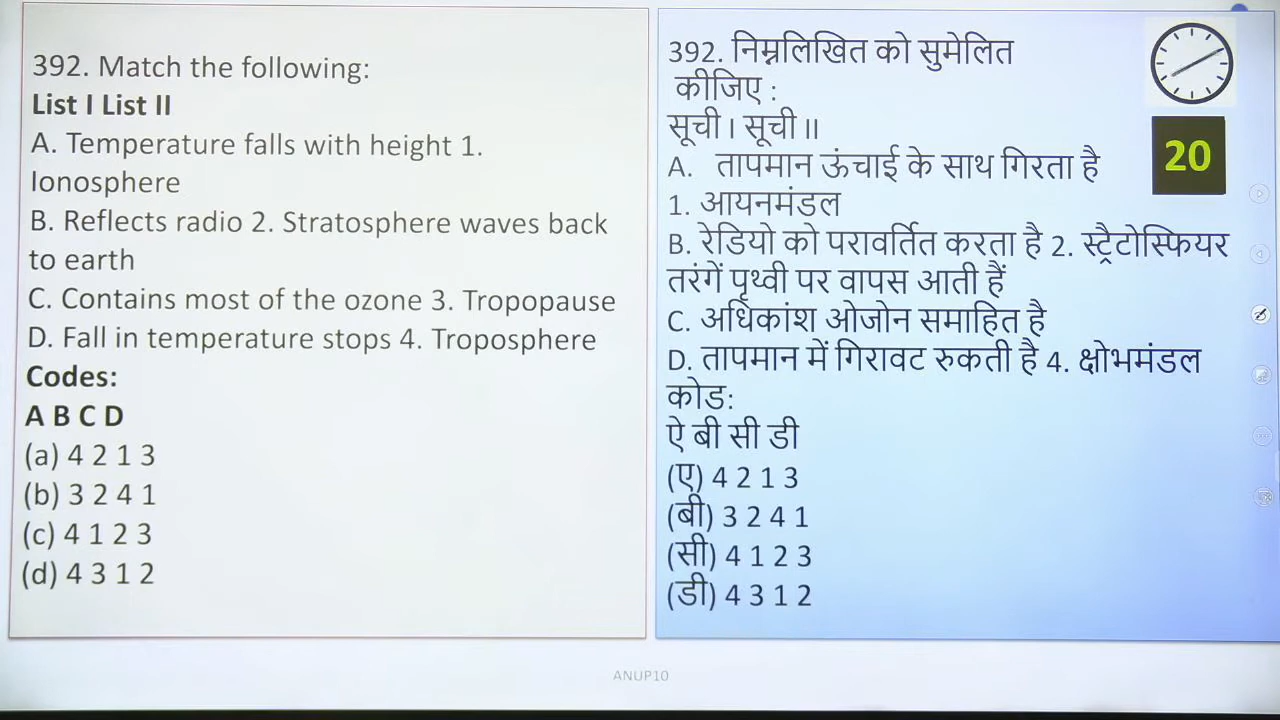 392. Match the following:
List I List II
A. Temperature falls with height 1.
Ionosphere
B. Reflects radio 2. Stratosphere waves back
to earth
C. Contains most of the ozone 3. Tropopause
D. Fall in temperature stops 4. Troposphere
Codes:
A B C D
(a) 4 2 1 3
(b) 3 2 4 1
(c) 4 1 2 3
(d) 4 3 1 2
392. निम्नलिखित को सुमेलित
कीजिए :
सूची I सूची II
A. तापमान ऊंचाई के साथ गिरता है
1. आयनमंडल
B. रेडियो को परावर्तित करता है 2. स्ट्रैटोस्फियर
तरंगें पृथ्वी पर वापस आती हैं
C. अधिकांश ओजोन समाहित है
D. तापमान में गिरावट रुकती है 4. क्षोभमंडल
कोड:
ऐ बी सी डी
(ए) 4 2 1 3
(बी) 3 2 4 1
(सी) 4 1 2 3
(डी) 4 3 1 2
20
ANUP10